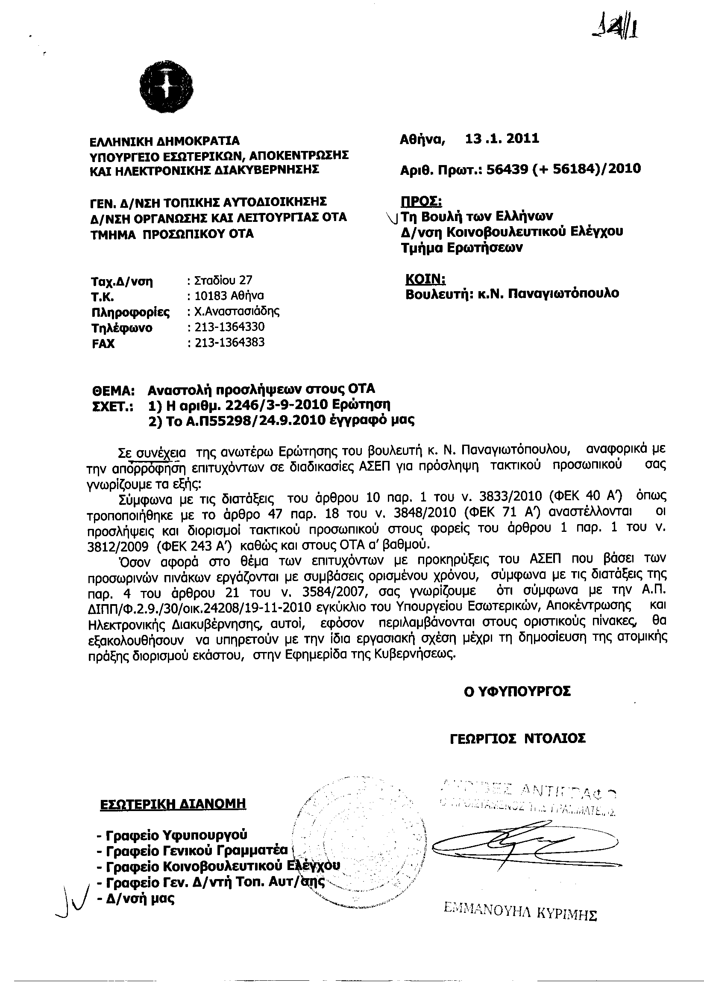 14/1
ΕΛΛΗΝΙΚΗ ΔΗΜΟΚΡΑΤΙΑ
ΥΠΟΥΡΓΕΙΟ ΕΣΩΤΕΡΙΚΩΝ, ΑΠΟΚΕΝΤΡΩΣΗΣ
ΚΑΙ ΗΛΕΚΤΡΟΝΙΚΗΣ ΔΙΑΚΥΒΕΡΝΗΣΗΣ
ΓΕΝ. Δ/ΝΣΗ ΤΟΠΙΚΗΣ ΑΥΤΟΔΙΟΙΚΗΣΗΣ
Δ/ΝΣΗ ΟΡΓΑΝΩΣΗΣ ΚΑΙ ΛΕΙΤΟΥΡΓΙΑΣ ΟΤΑ
ΤΜΗΜΑ ΠΡΟΣΩΠΙΚΟΥ ΟΤΑ
Ταχ.Δ/νση : Σταδίου 27
Τ.Κ. : 10183 Αθήνα
Πληροφορίες : Χ.Αναστασιάδης
Τηλέφωνο : 213-1364330
FAX : 213-1364383
Αθήνα, 13 .1. 2011
Αριθ. Πρωτ.: 56439 (+ 56184)/2010
ΠΡΟΣ:
Τη Βουλή των Ελλήνων
Δ/νση Κοινοβουλευτικού Ελέγχου
Τμήμα Ερωτήσεων
ΚΟΙΝ:
Βουλευτή: κ.Ν. Παναγιωτόπουλο
ΘΕΜΑ: Αναστολή προσλήψεων στους ΟΤΑ
ΣΧΕΤ.: 1) Η αριθμ. 2246/3-9-2010 Ερώτηση
2) Το Α.Π55298/24.9.2010 έγγραφό μας
Σε συνέχεια της ανωτέρω Ερώτησης του βουλευτή κ. Ν. Παναγιωτόπουλου, αναφορικά με
την απορρόφηση επιτυχόντων σε διαδικασίες ΑΣΕΠ για πρόσληψη τακτικού προσωπικού σας
γνωρίζουμε τα εξής:
Σύμφωνα με τις διατάξεις του άρθρου 10 παρ. 1 του ν. 3833/2010 (ΦΕΚ 40 Α') όπως
τροποποιήθηκε με το άρθρο 47 παρ. 18 του ν. 3848/2010 (ΦΕΚ 71 Α') αναστέλλονται οι
προσλήψεις και διορισμοί τακτικού προσωπικού στους φορείς του άρθρου 1 παρ. 1 του ν.
3812/2009 (ΦΕΚ 243 Α') καθώς και στους ΟΤΑ α' βαθμού.
Όσον αφορά στο θέμα των επιτυχόντων με προκηρύξεις του ΑΣΕΠ που βάσει των
προσωρινών πινάκων εργάζονται με συμβάσεις ορισμένου χρόνου, σύμφωνα με τις διατάξεις της
παρ. 4 του άρθρου 21 του ν. 3584/2007, σας γνωρίζουμε ότι σύμφωνα με την Α.Π.
ΔΙΠΠ/Φ.2.9./30/οικ.24208/19-11-2010 εγκύκλιο του Υπουργείου Εσωτερικών, Αποκέντρωσης και
Ηλεκτρονικής Διακυβέρνησης, αυτοί, εφόσον περιλαμβάνονται στους οριστικούς πίνακες, θα
εξακολουθήσουν να υπηρετούν με την ίδια εργασιακή σχέση μέχρι τη δημοσίευση της ατομικής
πράξης διορισμού εκάστου, στην Εφημερίδα της Κυβερνήσεως.
Ο ΥΦΥΠΟΥΡΓΟΣ
ΓΕΩΡΓΙΟΣ ΝΤΟΛΙΟΣ
ΕΣΩΤΕΡΙΚΗ ΔΙΑΝΟΜΗ
- Γραφείο Υφυπουργού
- Γραφείο Γενικού Γραμματέα
- Γραφείο Κοινοβουλευτικού Ελέγχου
- Γραφείο Γεν. Δ/ντή Τοπ. Αυτ/σης
- Δ/νσή μας
ΑΚΡΙΒΕΣ ΑΝΤΙΓΡΑΦΟ
Ο ΠΡΟΪΣΤΑΜΕΝΟΣ ΤΗΣ ΓΡΑΜΜΑΤΕΙΑΣ
ΕΜΜΑΝΟΥΗΛ ΚΥΡΙΜΗΣ